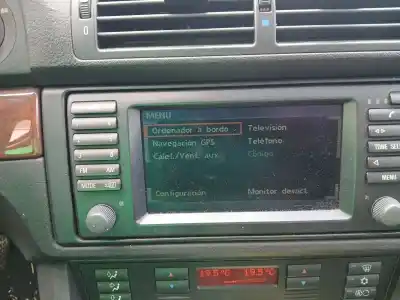 MENU
Ordenador a bordo
Televisión
Navegación GPS
Teléfono
Calef./Vent. aux.
Código
Configuración
Monitor desact.
FM
AM
MODE
MENU
19.5°C 19.5°C